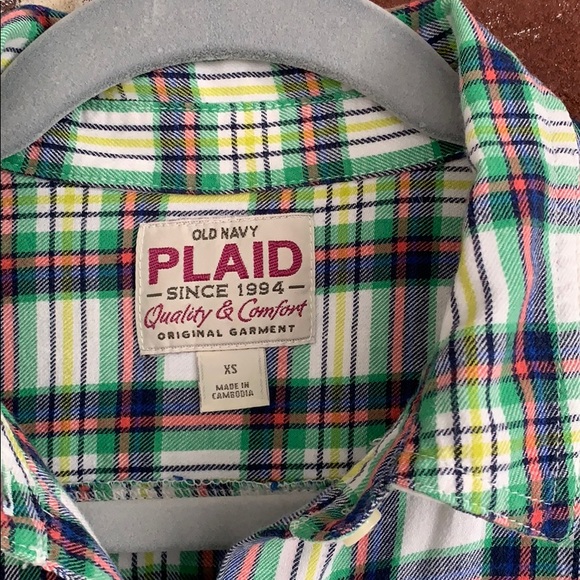 OLD NAVY
PLAID
SINCE 1994
Quality & Comfort
ORIGINAL GARMENT
XS
MADE IN
CAMBODIA